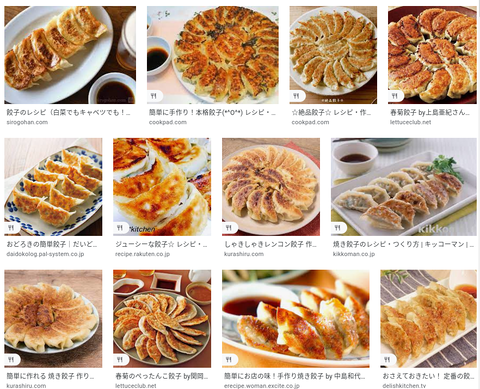 餃子のレシピ（白菜でもキャベツでも！...
sirogohan.com
簡単に手作り！本格餃子(*^O^*) レシピ・...
cookpad.com
☆絶品餃子☆ レシピ・作...
cookpad.com
春菊餃子 by上島亜紀さん...
lettuceclub.net
*kitchen*
kikko
おどろきの簡単餃子｜だいど...
daidokolog.pal-system.co.jp
ジューシーな餃子☆ レシピ・...
recipe.rakuten.co.jp
しゃきしゃきレンコン餃子 作...
kurashiru.com
焼き餃子のレシピ・つくり方 | キッコーマン | ...
kikkoman.co.jp
簡単に作れる 焼き餃子 作り...
kurashiru.com
春菊のぺったんこ餃子 by関岡...
lettuceclub.net
簡単にお店の味！手作り焼き餃子 by 中島和代...
erecipe.woman.excite.co.jp
おさえておきたい！ 定番の餃...
delishkitchen.tv